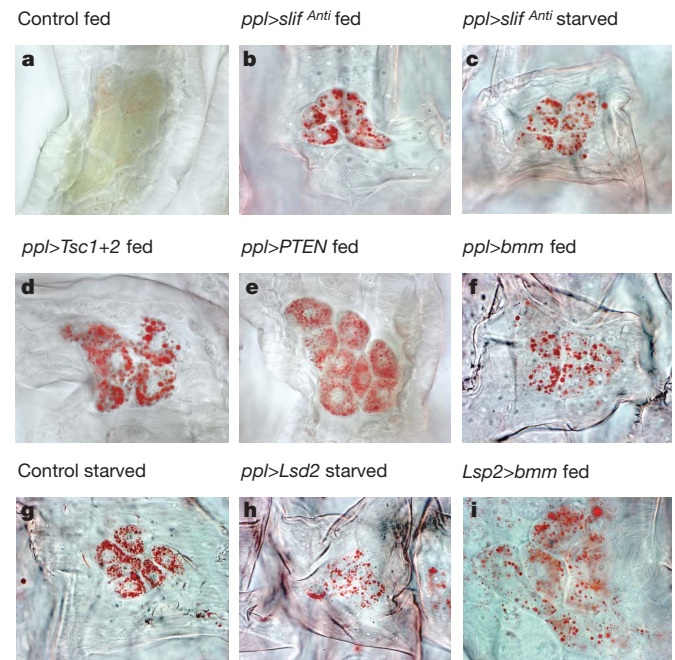 Control fed
ppl>slif Anti fed
ppl>slif Anti starved
a
b
c
ppl>Tsc1+2 fed
ppl>PTEN fed
ppl>bmm fed
d
e
f
Control starved
ppl>Lsd2 starved
Lsp2>bmm fed
g
h
i